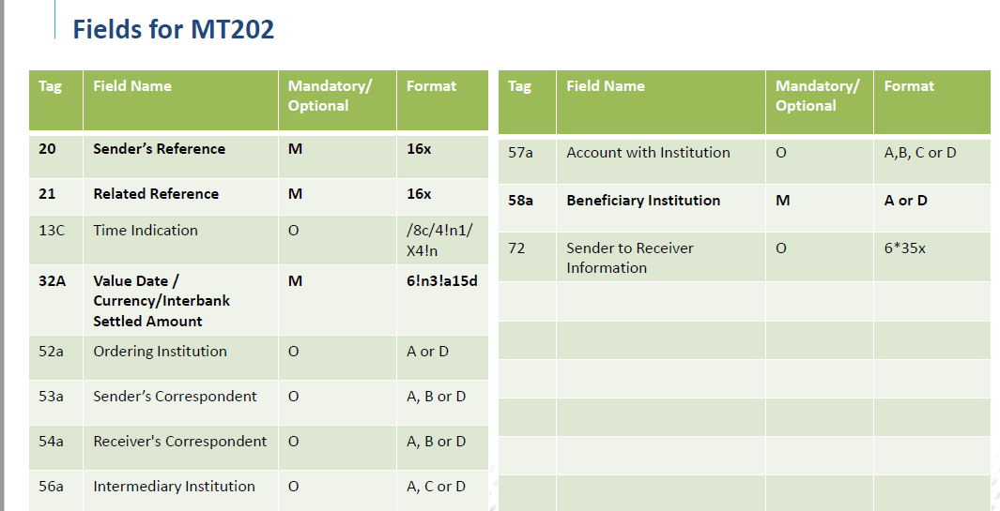 Fields for MT202
Tag Field Name Mandatory/ Format
Optional
20 Sender’s Reference M 16x
21 Related Reference M 16x
13C Time Indication O /8c/4!n1/
X4!n
32A Value Date / M 6!n3!a15d
Currency/Interbank
Settled Amount
52a Ordering Institution O A or D
53a Sender’s Correspondent O A, B or D
54a Receiver's Correspondent O A, B or D
56a Intermediary Institution O A, C or D
Tag Field Name Mandatory/ Format
Optional
57a Account with Institution O A,B, C or D
58a Beneficiary Institution M A or D
72 Sender to Receiver O 6*35x
Information